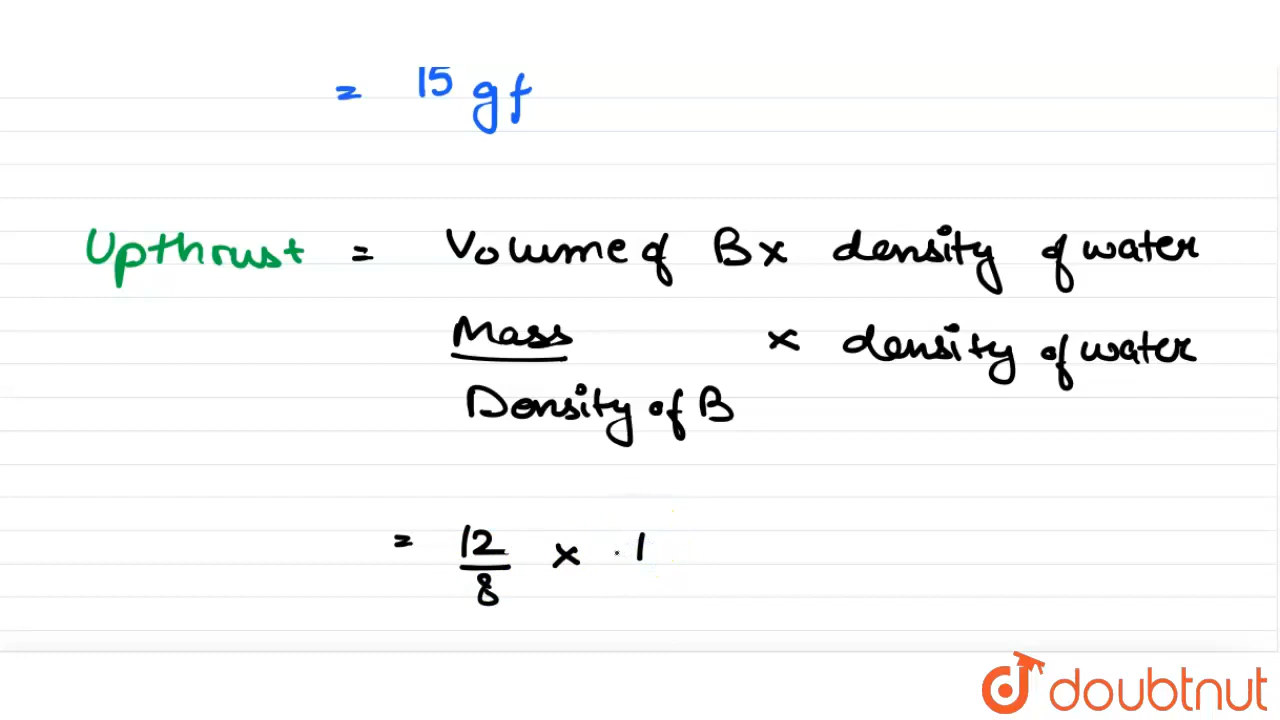 = 15 gf
Upthrust = Volume of B x density of water
Mass x density of water
Density of B
= 12 x 1
8
doubtnut